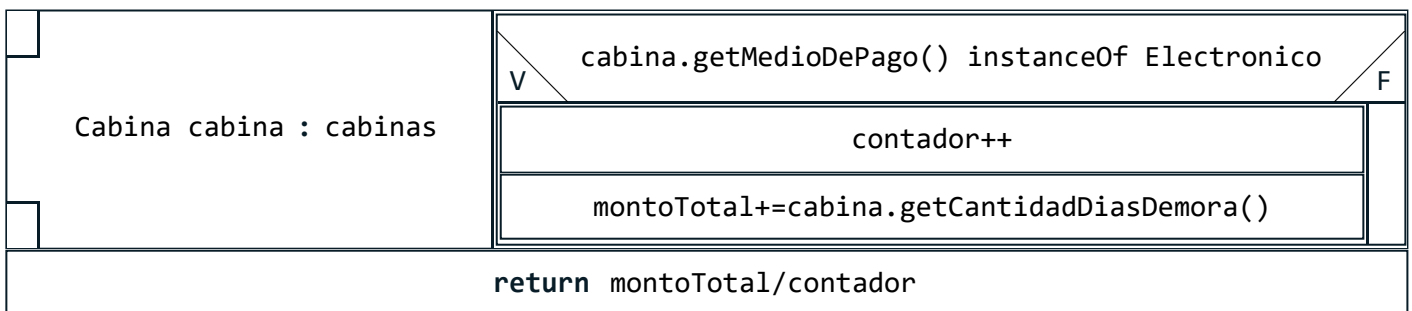 cabina.getMedioDePago() instanceOf Electronico
V
F
Cabina cabina : cabinas
contador++
montoTotal+=cabina.getCantidadDiasDemora()
return montoTotal/contador